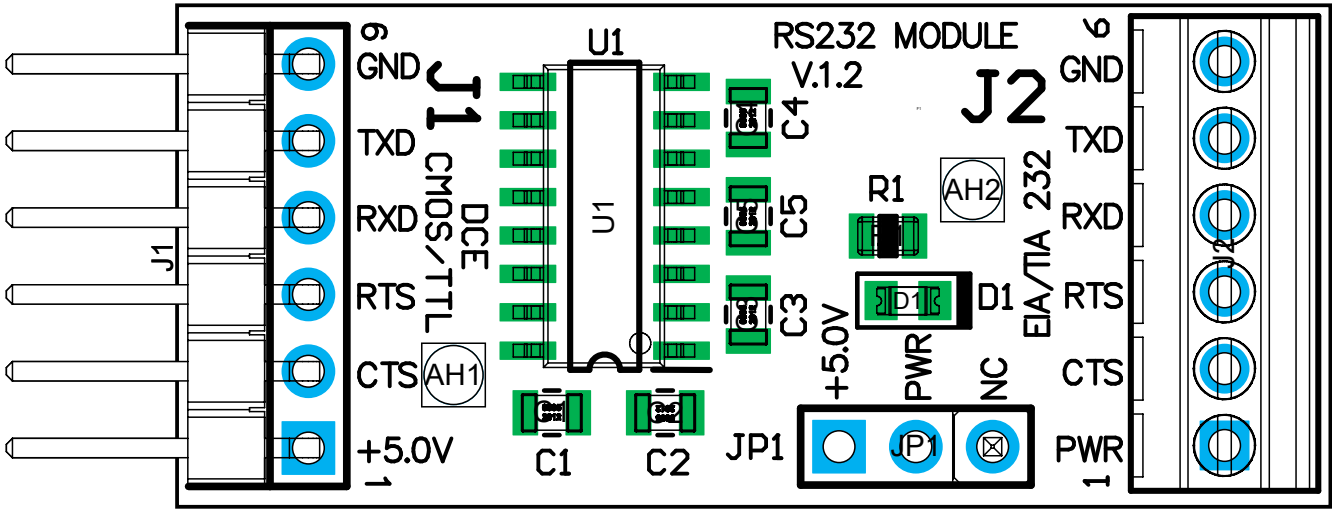 RS232 MODULE
V.1.2
J1
CMOS/TTL
DCE
J1
6
GND
TXD
RXD
RTS
CTS
+5.0V
1
AH1
U1
U1
C1
C2
C4
C5
C3
R1
AH2
D1
D1
+5.0V
PWR
NC
JP1
JP1
J2
EIA/TIA 232
6
GND
TXD
RXD
RTS
CTS
PWR
1
J2